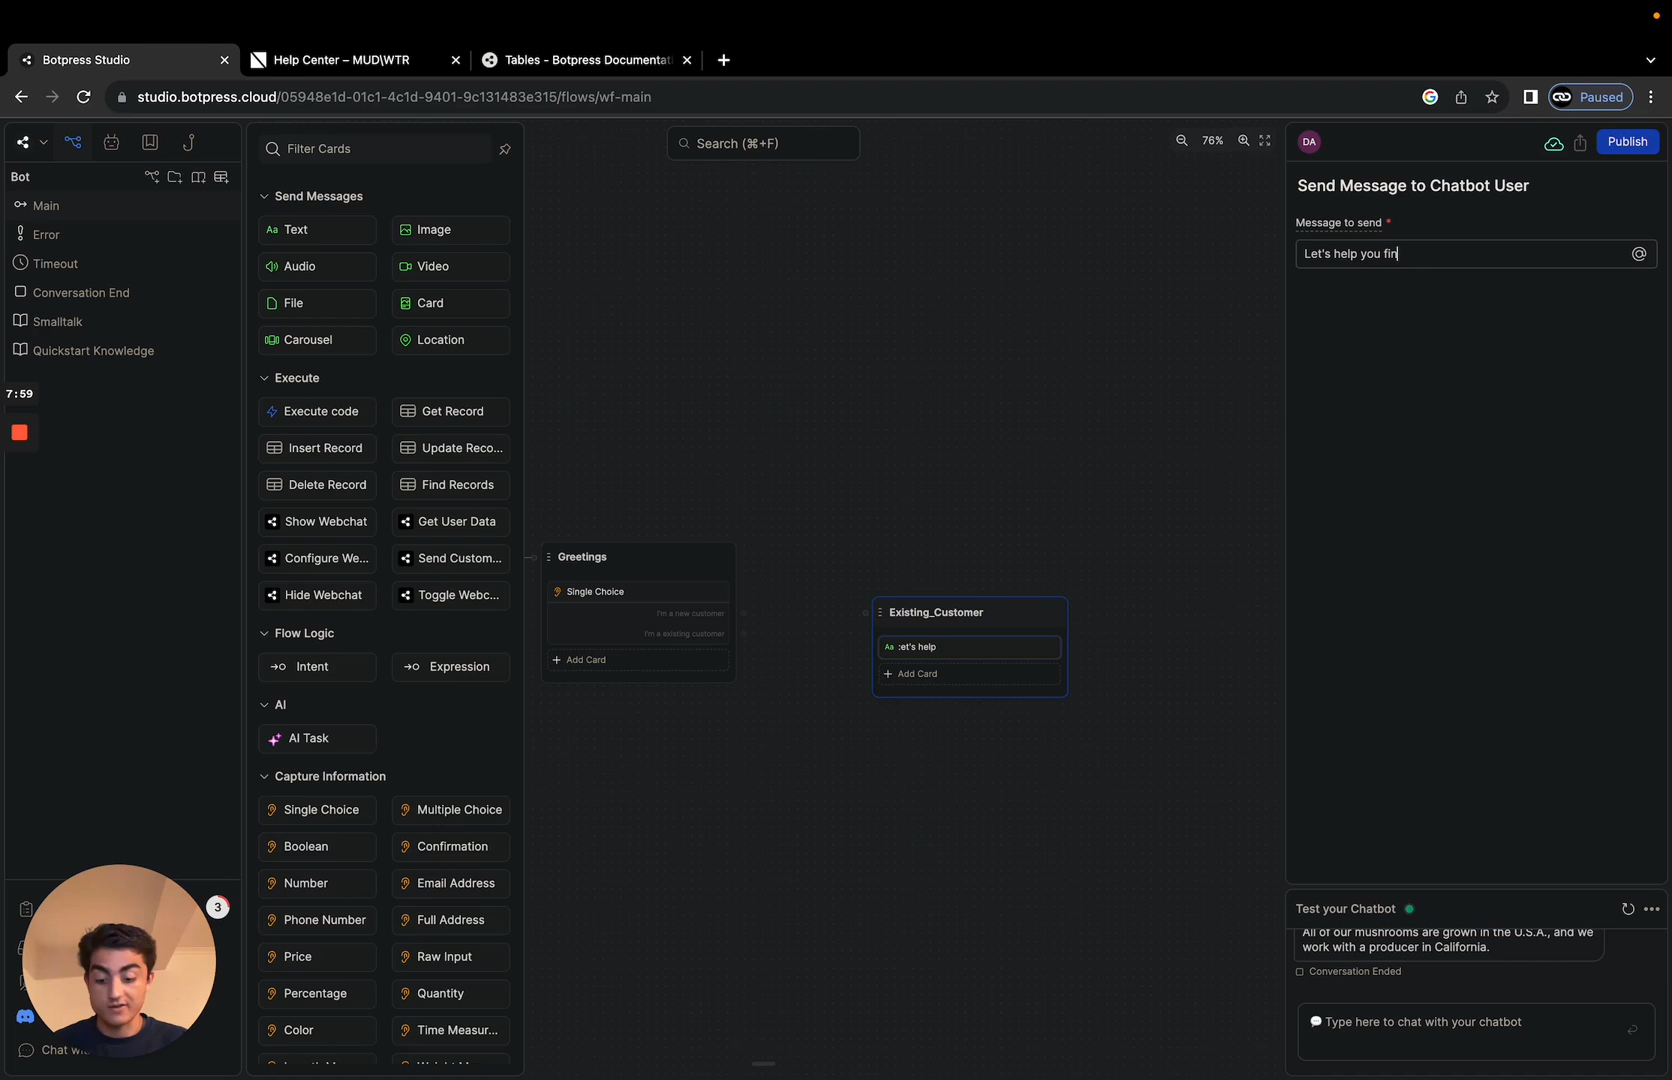 Botpress Studio
Help Center – MUD\WTR
Tables - Botpress Documentati
studio.botpress.cloud/05948e1d-01c1-4c1d-9401-9c131483e315/flows/wf-main
Paused
Bot
Main
Error
Timeout
Conversation End
Smalltalk
Quickstart Knowledge
7:59
3
Chat wi
Filter Cards
Send Messages
Aa Text
Image
Audio
Video
File
Card
Carousel
Location
Execute
Execute code
Get Record
Insert Record
Update Reco...
Delete Record
Find Records
Show Webchat
Get User Data
Configure We...
Send Custom...
Hide Webchat
Toggle Webc...
Flow Logic
Intent
Expression
AI
AI Task
Capture Information
Single Choice
Multiple Choice
Boolean
Confirmation
Number
Email Address
Phone Number
Full Address
Price
Raw Input
Percentage
Quantity
Color
Time Measur...
Search (⌘+F)
76%
Greetings
Single Choice
I'm a new customer
I'm a existing customer
+ Add Card
Existing_Customer
Aa :et's help
+ Add Card
DA
Publish
Send Message to Chatbot User
Message to send *
Let's help you fin
@
Test your Chatbot
All of our mushrooms are grown in the U.S.A., and we
work with a producer in California.
Conversation Ended
Type here to chat with your chatbot